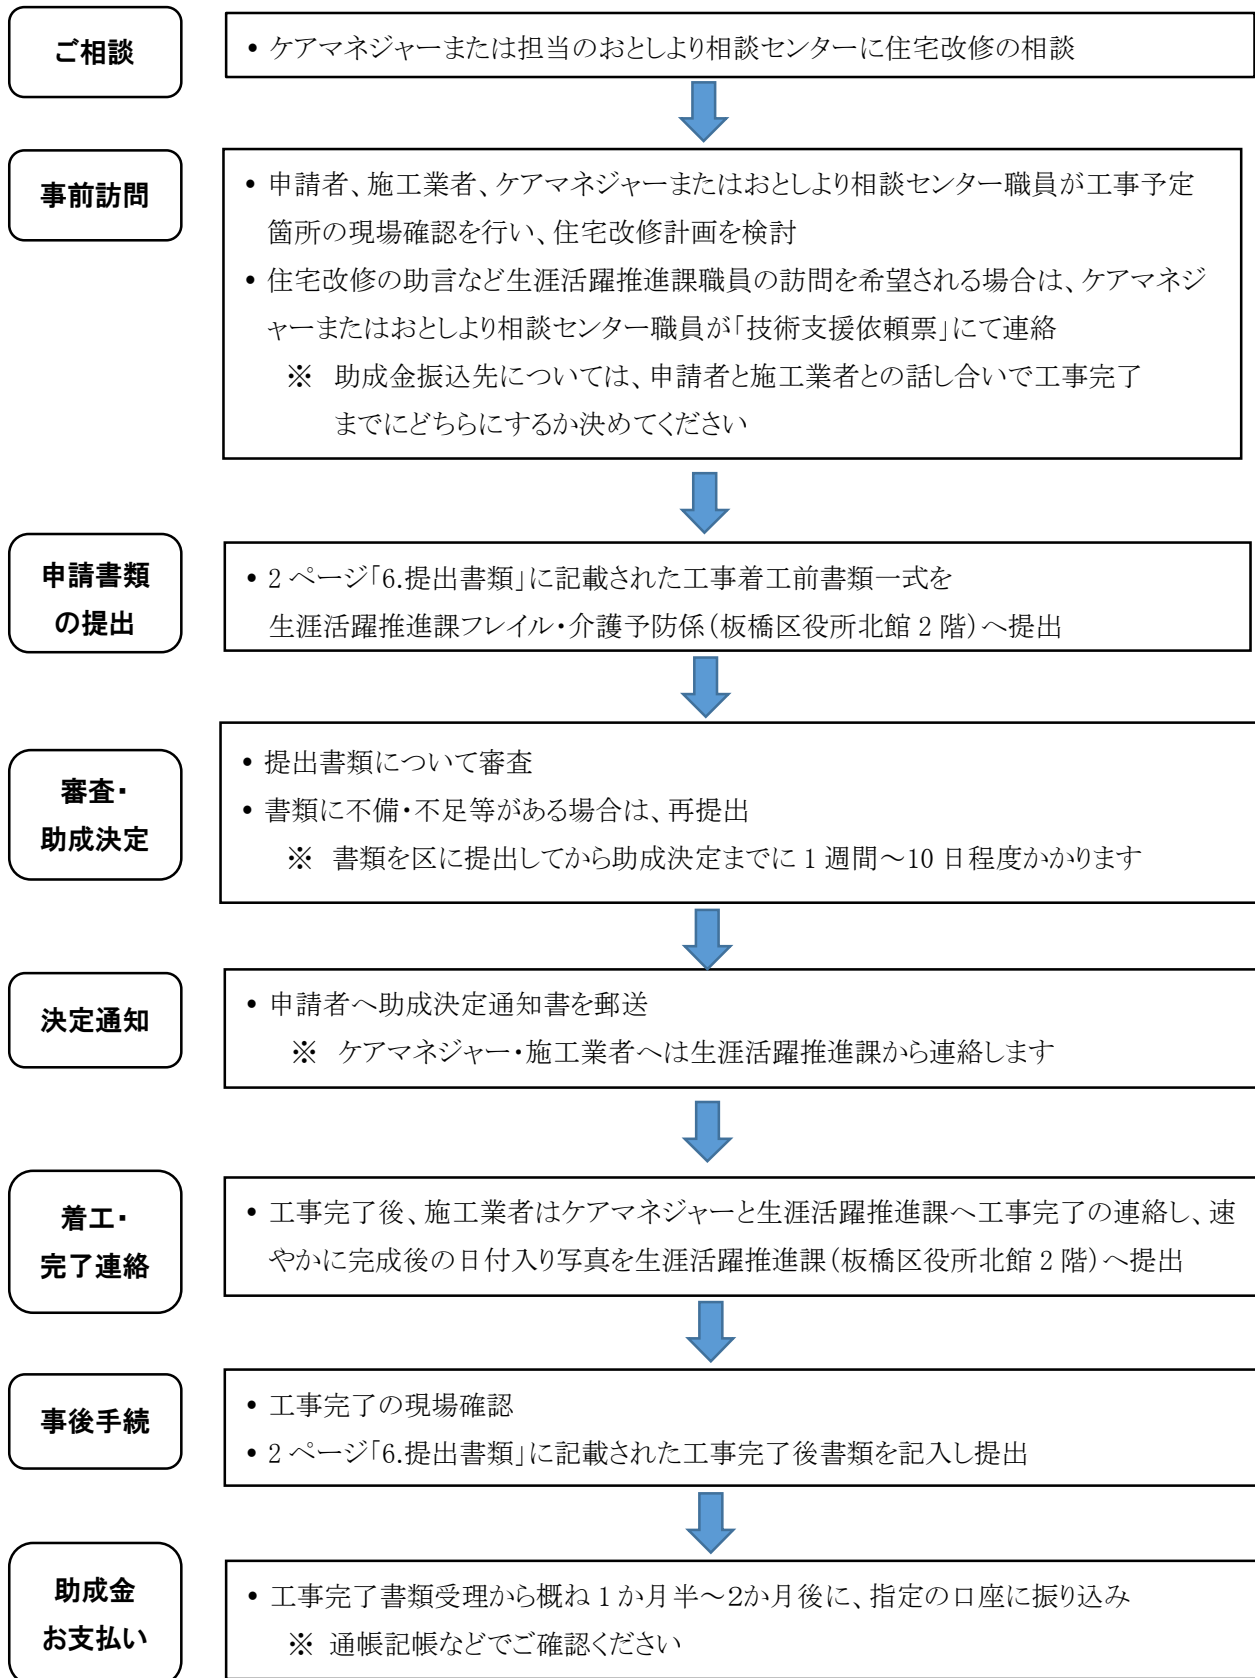 ご相談
• ケアマネジャーまたは担当のおとしより相談センターに住宅改修の相談
事前訪問
• 申請者、施工業者、ケアマネジャーまたはおとしより相談センター職員が工事予定
箇所の現場確認を行い、住宅改修計画を検討
• 住宅改修の助言など生涯活躍推進課職員の訪問を希望される場合は、ケアマネジ
ャーまたはおとしより相談センター職員が「技術支援依頼票」にて連絡
※ 助成金振込先については、申請者と施工業者との話し合いで工事完了
までにどちらにするか決めてください
申請書類
の提出
• 2 ページ「6.提出書類」に記載された工事着工前書類一式を
生涯活躍推進課フレイル・介護予防係(板橋区役所北館 2 階)へ提出
審査・
助成決定
• 提出書類について審査
• 書類に不備・不足等がある場合は、再提出
※ 書類を区に提出してから助成決定までに 1 週間～10 日程度かかります
決定通知
• 申請者へ助成決定通知書を郵送
※ ケアマネジャー・施工業者へは生涯活躍推進課から連絡します
着工・
完了連絡
• 工事完了後、施工業者はケアマネジャーと生涯活躍推進課へ工事完了の連絡し、速
やかに完成後の日付入り写真を生涯活躍推進課(板橋区役所北館 2 階)へ提出
事後手続
• 工事完了の現場確認
• 2 ページ「6.提出書類」に記載された工事完了後書類を記入し提出
助成金
お支払い
• 工事完了書類受理から概ね 1 か月半～2か月後に、指定の口座に振り込み
※ 通帳記帳などでご確認ください